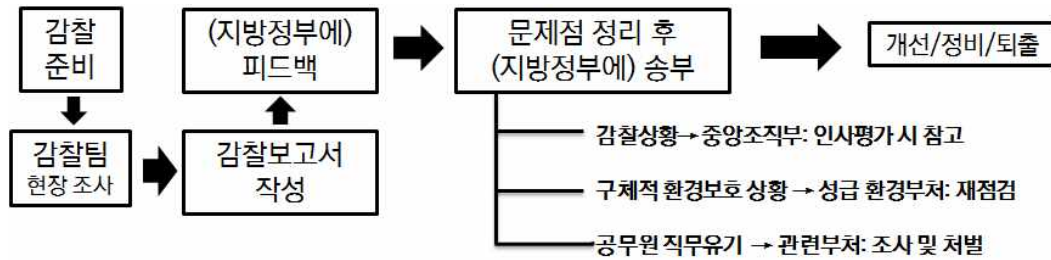 감찰
준비
감찰팀
현장 조사
감찰보고서
작성
(지방정부에)
피드백
문제점 정리 후
(지방정부에) 송부
개선/정비/퇴출
감찰상황→ 중앙조직부: 인사평가 시 참고
구체적 환경보호 상황 → 성급 환경부처: 재점검
공무원 직무유기 → 관련부처: 조사 및 처벌